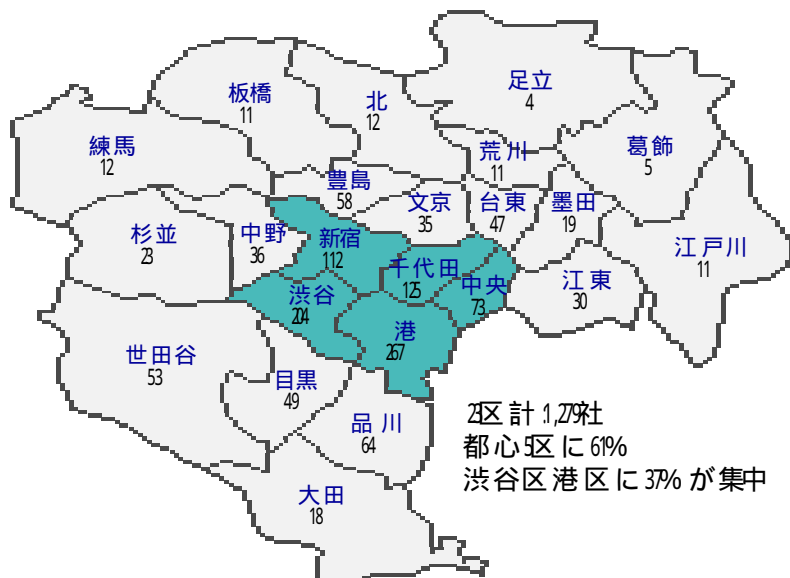 足立
4
板橋
11
北
12
練馬
12
荒川
11
葛飾
5
豊島
58
文京
35
台東
47
墨田
19
杉並
23
中野
36
新宿
112
千代田
125
中央
73
江東
30
江戸川
11
渋谷
204
港
267
世田谷
53
目黒
49
品川
64
大田
18
23区計 1,279社
都心5区に61%
渋谷区港区に37%が集中